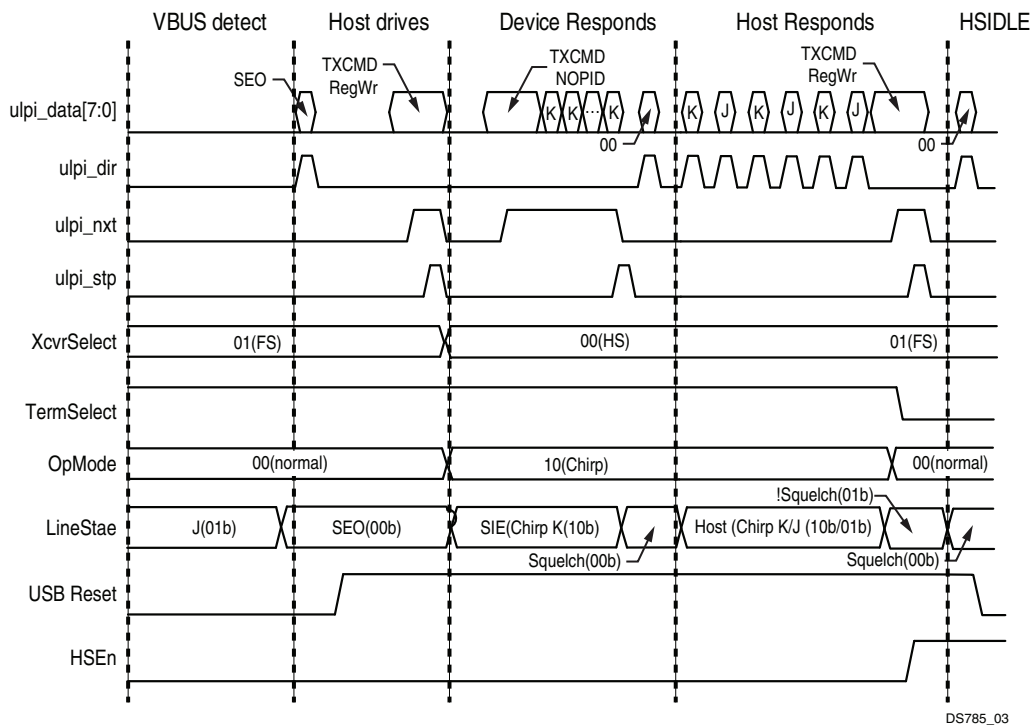 VBUS detect Host drives Device Responds Host Responds HSIDLE
SEO
TXCMD
RegWr
TXCMD
NOPID
TXCMD
RegWr
ulpi_data[7:0]
K K ... K
K J K J K J
00
00
ulpi_dir
ulpi_nxt
ulpi_stp
XcvrSelect
01(FS) 00(HS) 01(FS)
TermSelect
OpMode
00(normal) 10(Chirp) 00(normal)
!Squelch(01b)
LineStae
J(01b) SEO(00b) SIE(Chirp K(10b) Host (Chirp K/J (10b/01b)
Squelch(00b) Squelch(00b)
USB Reset
HSEn
DS785_03